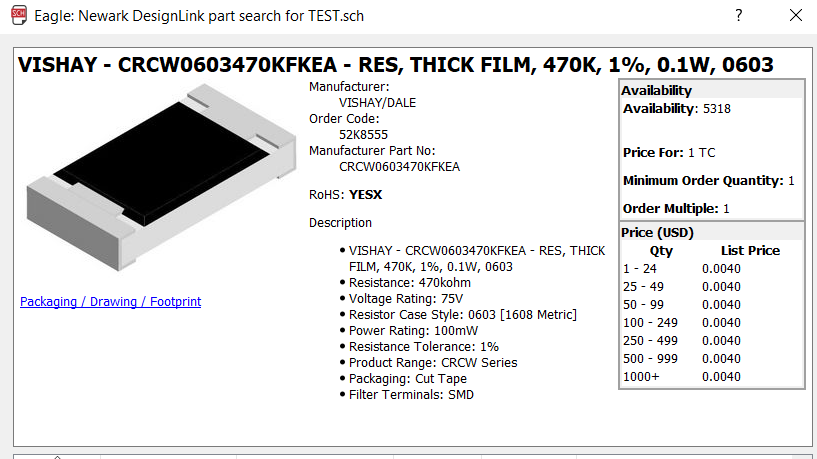 Eagle: Newark DesignLink part search for TEST.sch
?
VISHAY - CRCW0603470KFKEA - RES, THICK FILM, 470K, 1%, 0.1W, 0603
Manufacturer:
VISHAY/DALE
Order Code:
52K8555
Manufacturer Part No:
CRCW0603470KFKEA
RoHS: YESX
Description
• VISHAY - CRCW0603470KFKEA - RES, THICK
FILM, 470K, 1%, 0.1W, 0603
• Resistance: 470kohm
• Voltage Rating: 75V
• Resistor Case Style: 0603 [1608 Metric]
• Power Rating: 100mW
• Resistance Tolerance: 1%
• Product Range: CRCW Series
• Packaging: Cut Tape
• Filter Terminals: SMD
Packaging / Drawing / Footprint
Availability
Availability: 5318
Price For: 1 TC
Minimum Order Quantity: 1
Order Multiple: 1
Price (USD)
Qty List Price
1 - 24 0.0040
25 - 49 0.0040
50 - 99 0.0040
100 - 249 0.0040
250 - 499 0.0040
500 - 999 0.0040
1000+ 0.0040